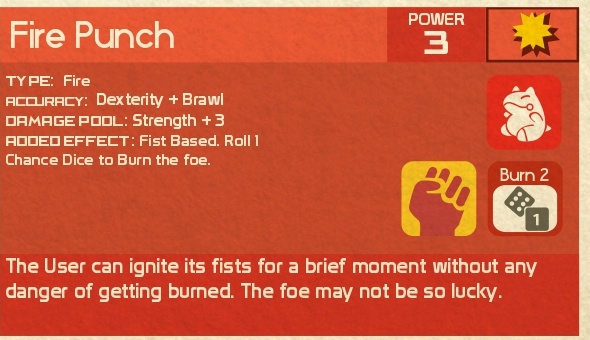 Fire Punch
POWER
3
TYPE: Fire
ACCURACY: Dexterity + Brawl
DAMAGE POOL: Strength + 3
ADDED EFFECT: Fist Based. Roll 1
Chance Dice to Burn the foe.
Burn 2
1
The User can ignite its fists for a brief moment without any
danger of getting burned. The foe may not be so lucky.